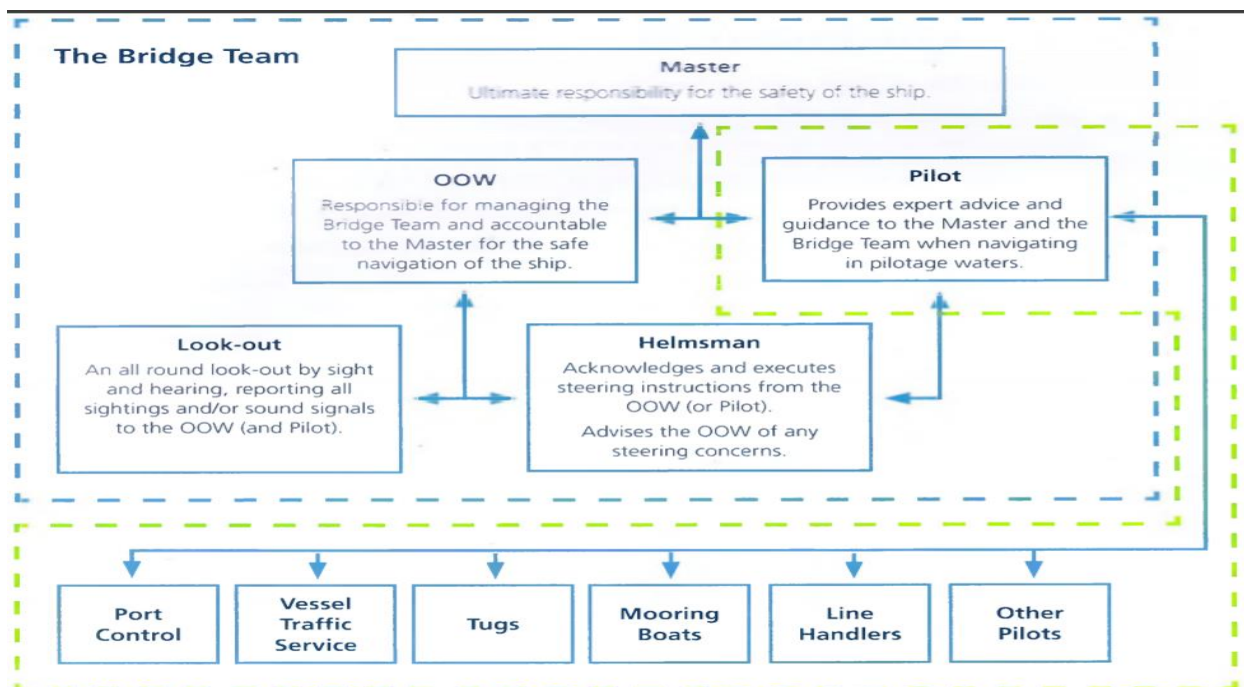 The Bridge Team
Master
Ultimate responsibility for the safety of the ship.
OOW
Responsible for managing the
Bridge Team and accountable
to the Master for the safe
navigation of the ship.
Pilot
Provides expert advice and
guidance to the Master and the
Bridge Team when navigating
in pilotage waters.
Look-out
An all round look-out by sight
and hearing, reporting all
sightings and/or sound signals
to the OOW (and Pilot).
Helmsman
Acknowledges and executes
steering instructions from the
OOW (or Pilot).
Advises the OOW of any
steering concerns.
Port
Control
Vessel
Traffic
Service
Tugs
Mooring
Boats
Line
Handlers
Other
Pilots